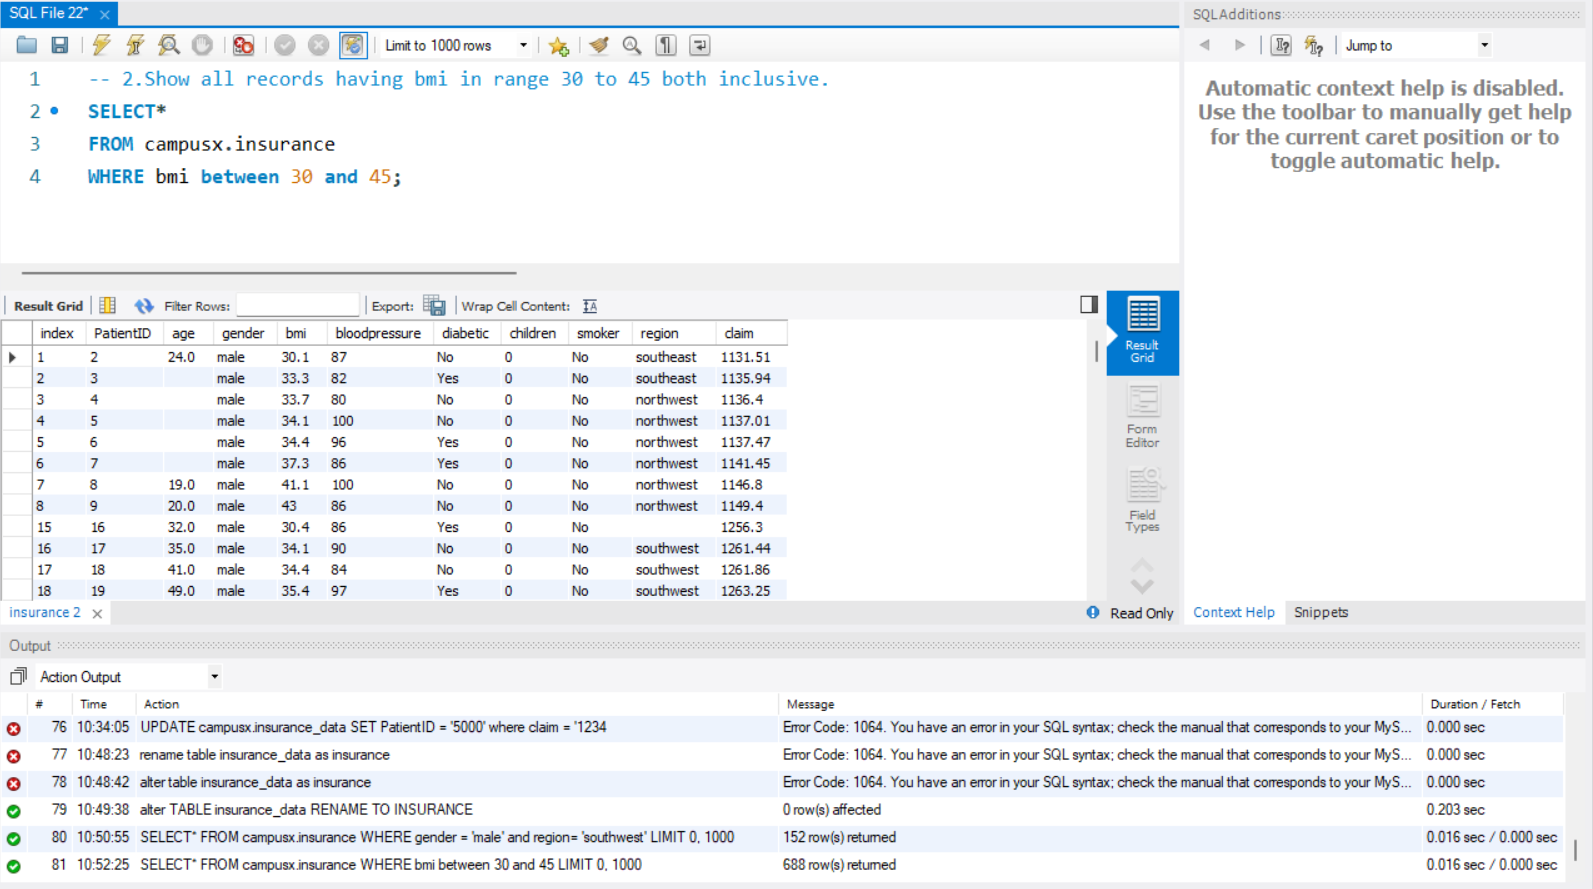 SQL File 22*
Limit to 1000 rows
1 -- 2.Show all records having bmi in range 30 to 45 both inclusive.
2 SELECT*
3 FROM campusx.insurance
4 WHERE bmi between 30 and 45;
SQLAdditions
Jump to
Automatic context help is disabled.
Use the toolbar to manually get help
for the current caret position or to
toggle automatic help.
Result Grid Filter Rows: Export: Wrap Cell Content:
index PatientID age gender bmi bloodpressure diabetic children smoker region claim
1 2 24.0 male 30.1 87 No 0 No southeast 1131.51
2 3 male 33.3 82 Yes 0 No southeast 1135.94
3 4 male 33.7 80 No 0 No northwest 1136.4
4 5 male 34.1 100 No 0 No northwest 1137.01
5 6 male 34.4 96 Yes 0 No northwest 1137.47
6 7 male 37.3 86 Yes 0 No northwest 1141.45
7 8 19.0 male 41.1 100 No 0 No northwest 1146.8
8 9 20.0 male 43 86 No 0 No northwest 1149.4
15 16 32.0 male 30.4 86 Yes 0 No 1256.3
16 17 35.0 male 34.1 90 No 0 No southwest 1261.44
17 18 41.0 male 34.4 84 No 0 No southwest 1261.86
18 19 49.0 male 35.4 97 Yes 0 No southwest 1263.25
Result
Grid
Form
Editor
Field
Types
insurance 2
Read Only
Context Help Snippets
Output
Action Output
# Time Action Message Duration / Fetch
76 10:34:05 UPDATE campusx.insurance_data SET PatientID = '5000' where claim = '1234 Error Code: 1064. You have an error in your SQL syntax; check the manual that corresponds to your MyS... 0.000 sec
77 10:48:23 rename table insurance_data as insurance Error Code: 1064. You have an error in your SQL syntax; check the manual that corresponds to your MyS... 0.000 sec
78 10:48:42 alter table insurance_data as insurance Error Code: 1064. You have an error in your SQL syntax; check the manual that corresponds to your MyS... 0.000 sec
79 10:49:38 alter TABLE insurance_data RENAME TO INSURANCE 0 row(s) affected 0.203 sec
80 10:50:55 SELECT* FROM campusx.insurance WHERE gender = 'male' and region= 'southwest' LIMIT 0, 1000 152 row(s) returned 0.016 sec / 0.000 sec
81 10:52:25 SELECT* FROM campusx.insurance WHERE bmi between 30 and 45 LIMIT 0, 1000 688 row(s) returned 0.016 sec / 0.000 sec